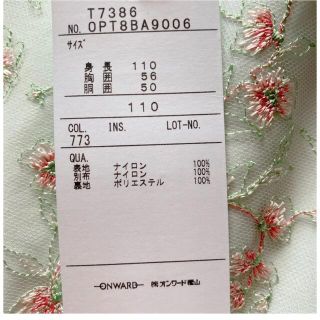 T7386
NO. OPT8BA9006
サイズ
身長 110
胸囲 56
胴囲 50
110
COL. INS. LOT-NO.
773
QUA.
表地 ナイロン 100%
別布 ナイロン 100%
裏地 ポリエステル 100%
ONWARD ㈱オンワード樫山